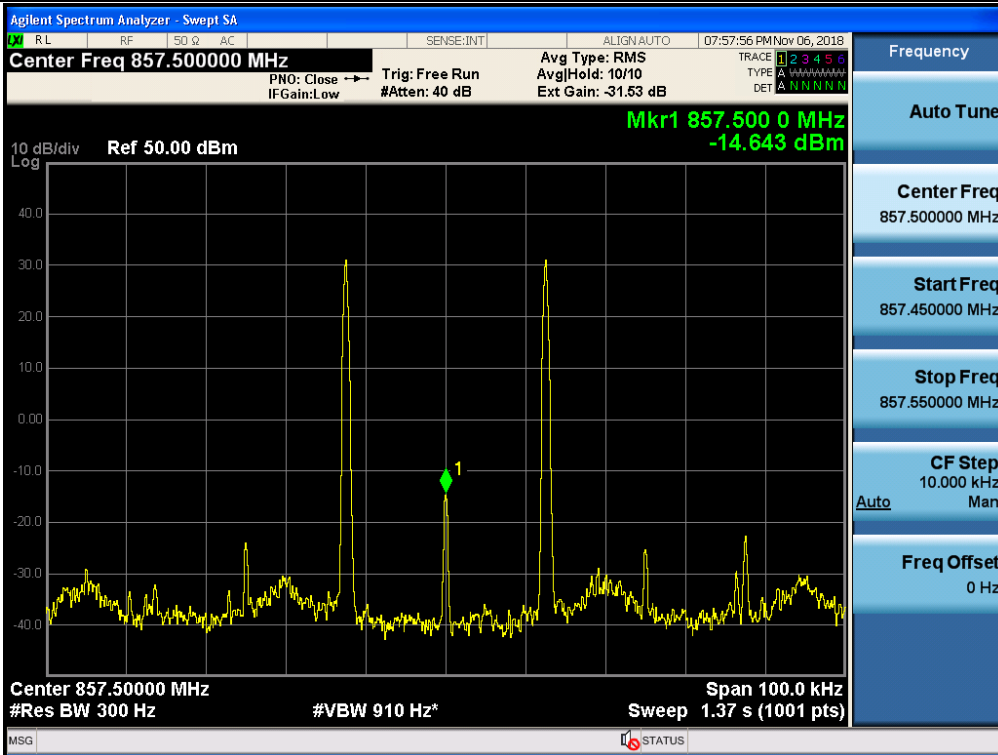 Agilent Spectrum Analyzer - Swept SA
LXI RL RF 50 Ω AC SENSE:INT ALIGN AUTO 07:57:56 PM Nov 06, 2018
Center Freq 857.500000 MHz
PNO: Close
IFGain:Low
Trig: Free Run
#Atten: 40 dB
Avg Type: RMS
Avg|Hold: 10/10
Ext Gain: -31.53 dB
TRACE 1 2 3 4 5 6
TYPE A WWWWWW
DET A N N N N N
Mkr1 857.500 0 MHz
-14.643 dBm
10 dB/div Ref 50.00 dBm
Log
40.0
30.0
20.0
10.0
0.00
-10.0
-20.0
-30.0
-40.0
1
Center 857.50000 MHz Span 100.0 kHz
#Res BW 300 Hz #VBW 910 Hz* Sweep 1.37 s (1001 pts)
MSG STATUS
Frequency
Auto Tune
Center Freq
857.500000 MHz
Start Freq
857.450000 MHz
Stop Freq
857.550000 MHz
CF Step
10.000 kHz
Auto Man
Freq Offset
0 Hz